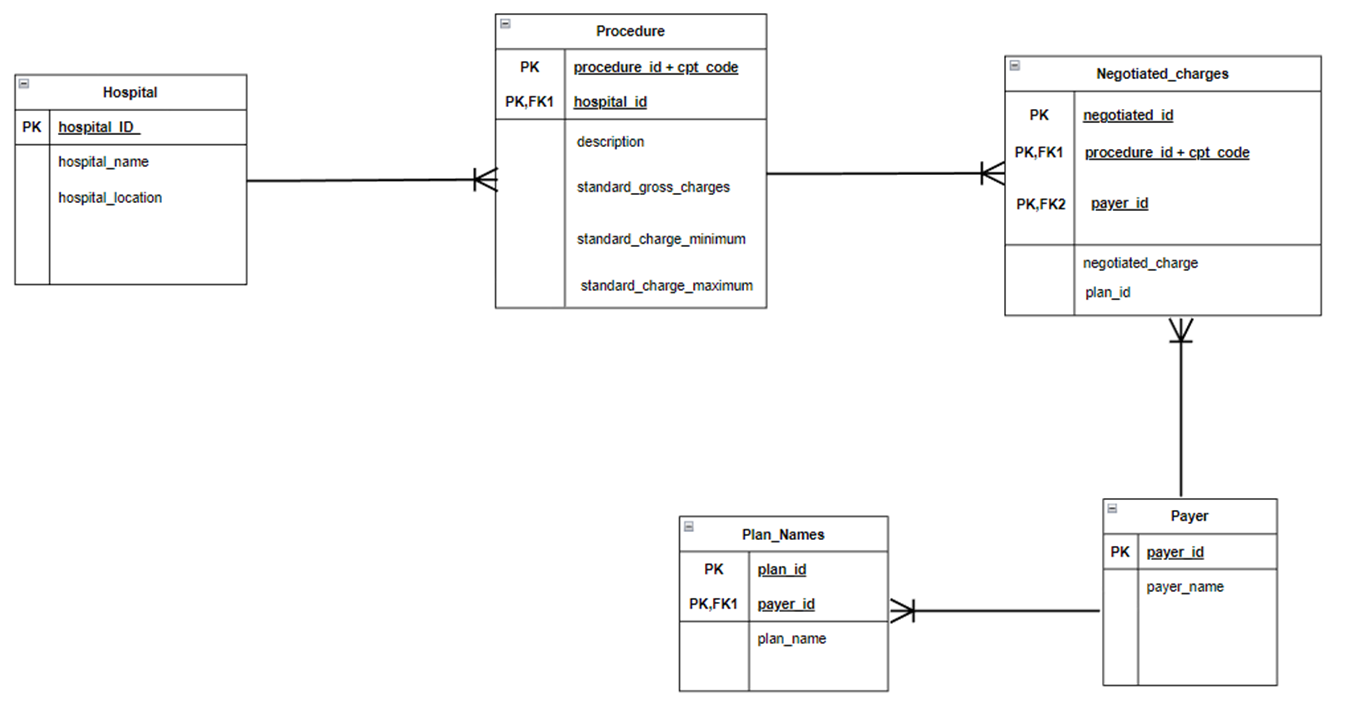 Hospital
PK hospital_ID_
hospital_name
hospital_location
Procedure
PK procedure_id + cpt_code
PK,FK1 hospital_id
description
standard_gross_charges
standard_charge_minimum
standard_charge_maximum
Negotiated_charges
PK negotiated_id
PK,FK1 procedure_id + cpt_code
PK,FK2 payer_id
negotiated_charge
plan_id
Plan_Names
PK plan_id
PK,FK1 payer_id
plan_name
Payer
PK payer_id
payer_name